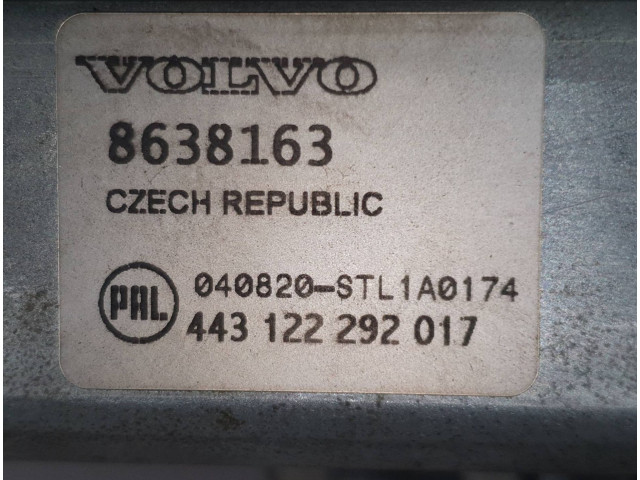 VOLVO
8638163
CZECH REPUBLIC
PAL
040820-STL1A0174
443 122 292 017